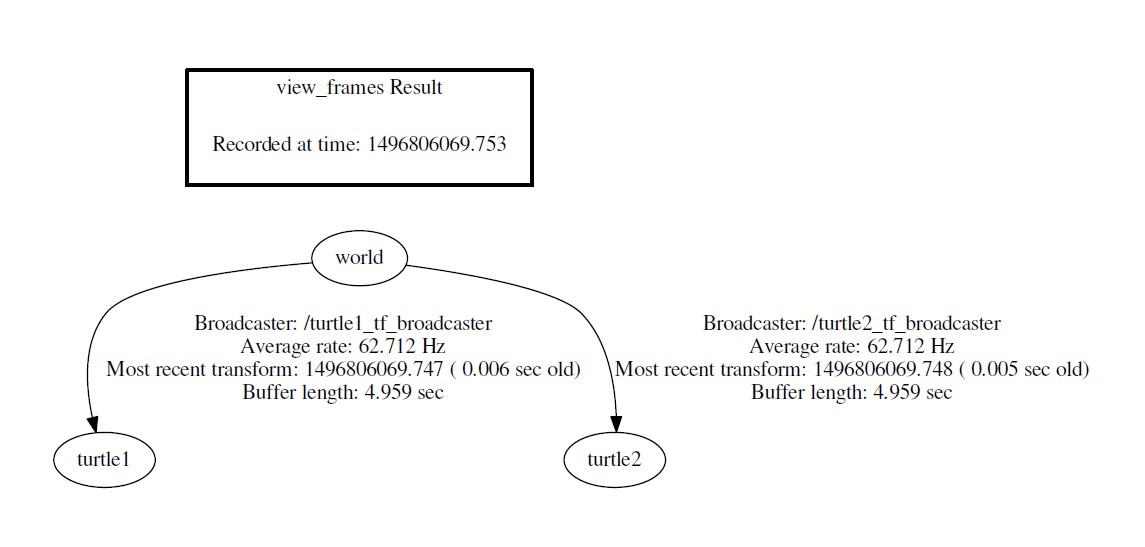 view_frames Result
Recorded at time: 1496806069.753
world
Broadcaster: /turtle1_tf_broadcaster
Average rate: 62.712 Hz
Most recent transform: 1496806069.747 ( 0.006 sec old)
Buffer length: 4.959 sec
Broadcaster: /turtle2_tf_broadcaster
Average rate: 62.712 Hz
Most recent transform: 1496806069.748 ( 0.005 sec old)
Buffer length: 4.959 sec
turtle1
turtle2